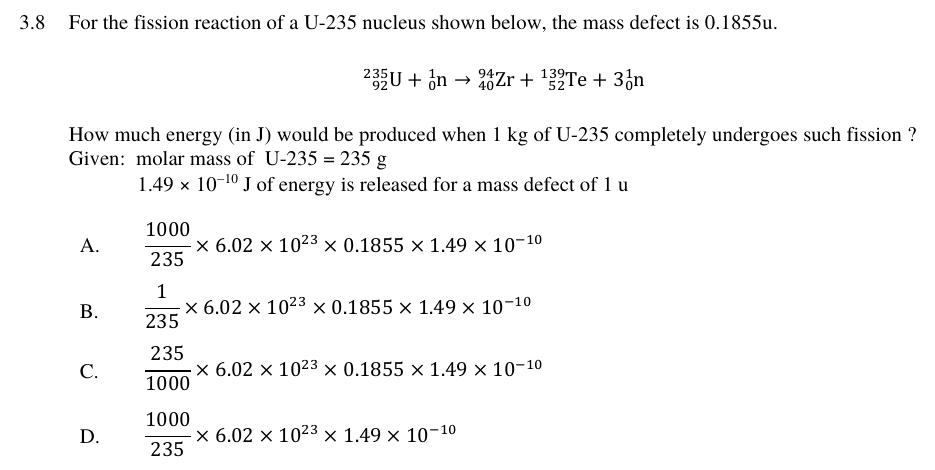 3.8 For the fission reaction of a U-235 nucleus shown below, the mass defect is 0.1855u.
²³⁵₉₂U + ¹₀n → ⁹⁴₄₀Zr + ¹³⁹₅₂Te + 3¹₀n
How much energy (in J) would be produced when 1 kg of U-235 completely undergoes such fission ?
Given: molar mass of U-235 = 235 g
1.49 × 10⁻¹⁰ J of energy is released for a mass defect of 1 u
A. 1000/235 × 6.02 × 10²³ × 0.1855 × 1.49 × 10⁻¹⁰
B. 1/235 × 6.02 × 10²³ × 0.1855 × 1.49 × 10⁻¹⁰
C. 235/1000 × 6.02 × 10²³ × 0.1855 × 1.49 × 10⁻¹⁰
D. 1000/235 × 6.02 × 10²³ × 1.49 × 10⁻¹⁰